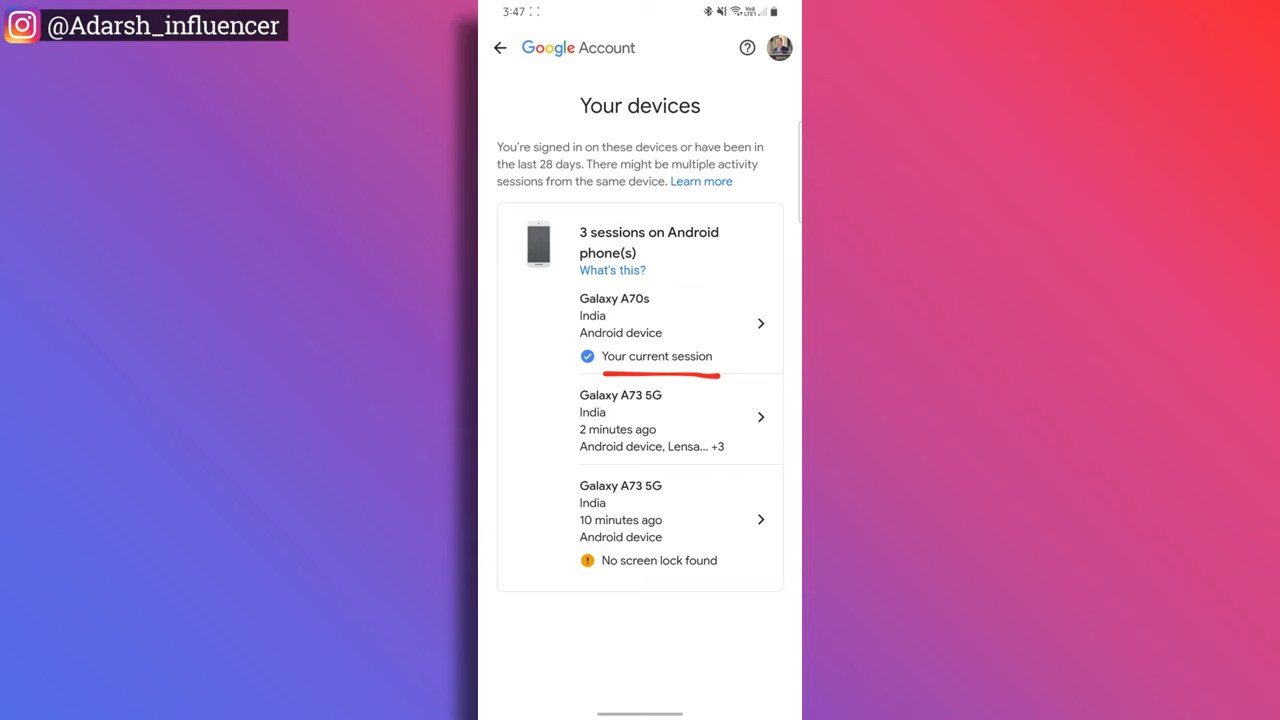 @Adarsh_influencer
3:47
VoD
LTE1
Google Account
Your devices
You're signed in on these devices or have been in
the last 28 days. There might be multiple activity
sessions from the same device. Learn more
3 sessions on Android
phone(s)
What's this?
Galaxy A70s
India
Android device
Your current session
Galaxy A73 5G
India
2 minutes ago
Android device, Lensa... +3
Galaxy A73 5G
India
10 minutes ago
Android device
No screen lock found